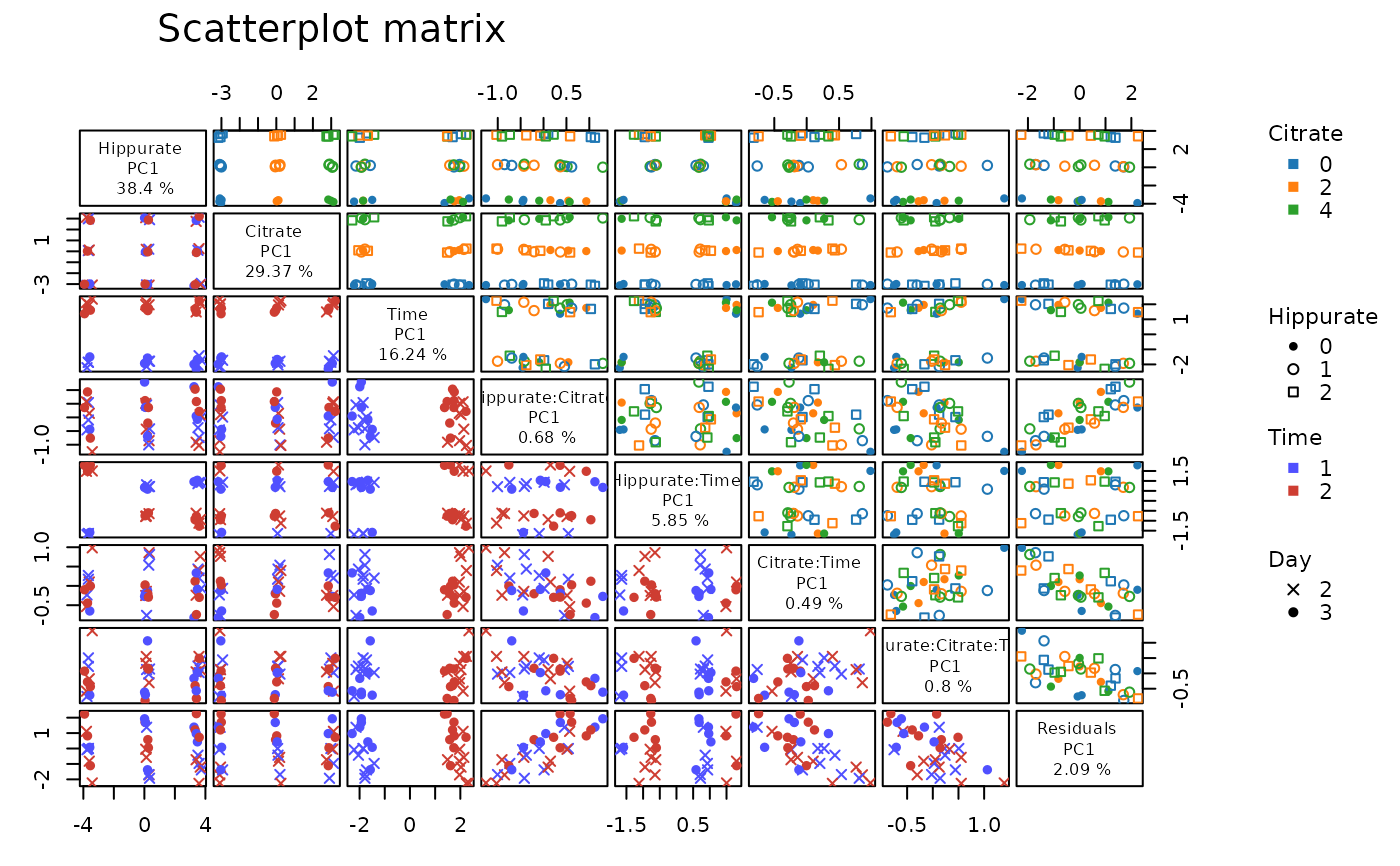 Scatterplot matrix
-3 0 2
-1.0 0.5
-0.5 0.5
-2 0 2
Hippurate
PC1
38.4 %
2
-4
Citrate
PC1
29.37 %
1
-3
Time
PC1
16.24 %
1
-2
ippurate:Citrate
PC1
0.68 %
-1.0
Hippurate:Time
PC1
5.85 %
1.5
-1.5
Citrate:Time
PC1
0.49 %
1.0
-0.5
urate:Citrate:T
PC1
0.8 %
-0.5
Residuals
PC1
2.09 %
1
-2
-4 0 4
-2 0 2
-1.5 0.5
-0.5 1.0
Citrate
0
2
4
Hippurate
0
1
2
Time
1
2
Day
2
3